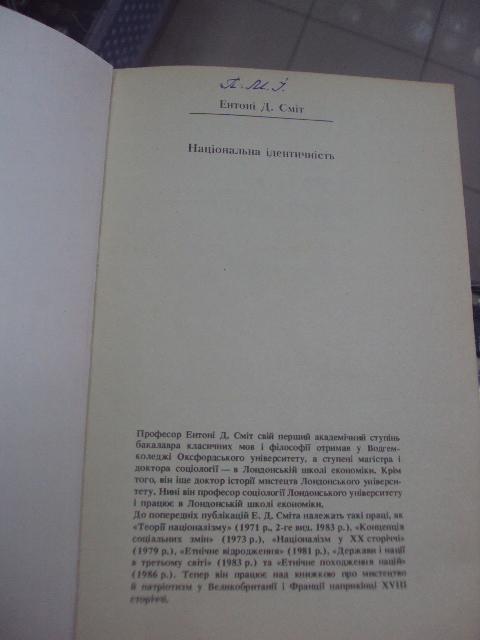 П. М. І.
Ентоні Д. Сміт
Національна ідентичність
Професор Ентоні Д. Сміт свій перший академічний ступінь
бакалавра класичних мов і філософії отримав у Водгем-
коледжі Оксфордського університету, а ступені магістра і
доктора соціології — в Лондонській школі економіки. Крім
того, він іще доктор історії мистецтв Лондонського універси-
тету. Нині він професор соціології Лондонського університету
і працює в Лондонській школі економіки.
До попередніх публікацій Е. Д. Сміта належать такі праці, як
«Теорії націоналізму» (1971 р., 2-ге вид. 1983 р.), «Концепція
соціальних змін» (1973 р.), «Націоналізм у XX сторіччі»
(1979 р.), «Етнічне відродження» (1981 р.), «Держави і нації
в третьому світі» (1983 р.) та «Етнічне походження націй»
(1986 р.). Тепер він працює над книжкою про мистецтво
й патріотизм у Великобританії і Франції наприкінці XVIII
сторіччі.